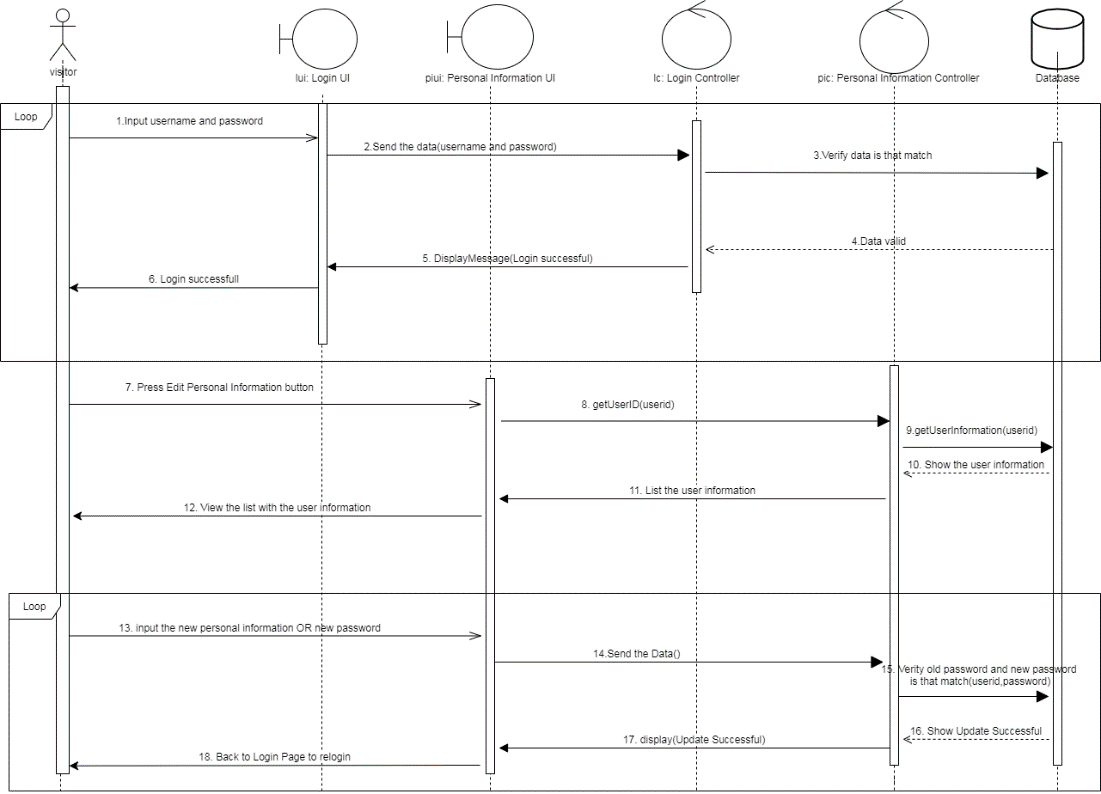 visitor
lui: Login UI
piui: Personal Information UI
lc: Login Controller
pic: Personal Information Controller
Database
Loop
1.Input username and password
2.Send the data(username and password)
3.Verify data is that match
4.Data valid
5. DisplayMessage(Login successful)
6. Login successfull
7. Press Edit Personal Information button
8. getUserID(userid)
9.getUserInformation(userid)
10. Show the user information
11. List the user information
12. View the list with the user information
Loop
13. input the new personal information OR new password
14.Send the Data()
15. Verity old password and new password
is that match(userid,password)
16. Show Update Successful
17. display(Update Successful)
18. Back to Login Page to relogin